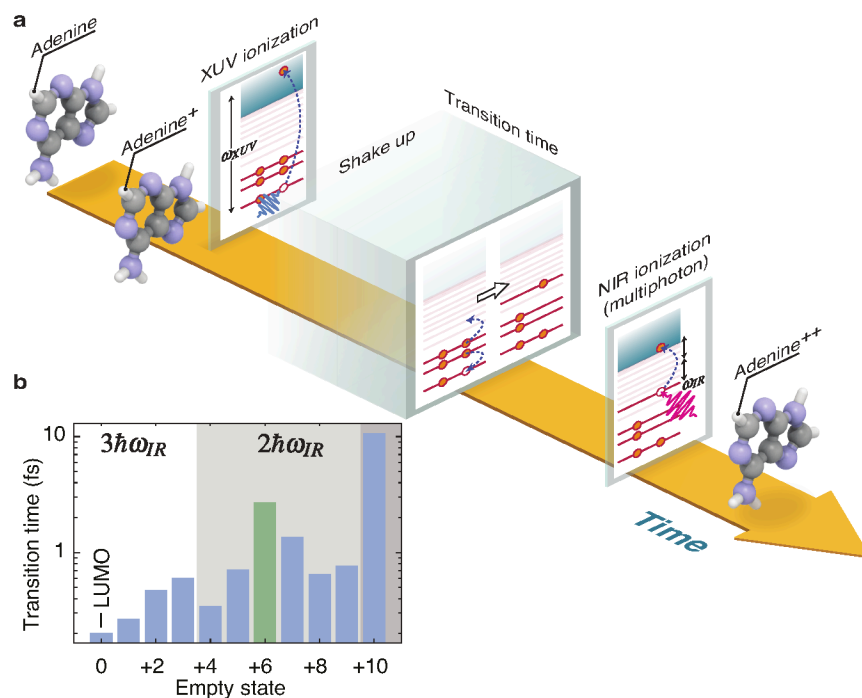 a
Adenine
Adenine+
XUV ionization
ωXUV
Shake up
Transition time
NIR ionization
(multiphoton)
ωIR
Adenine++
Time
b
Transition time (fs)
10
1
3ħωIR
2ħωIR
LUMO
0
+2
+4
+6
+8
+10
Empty state